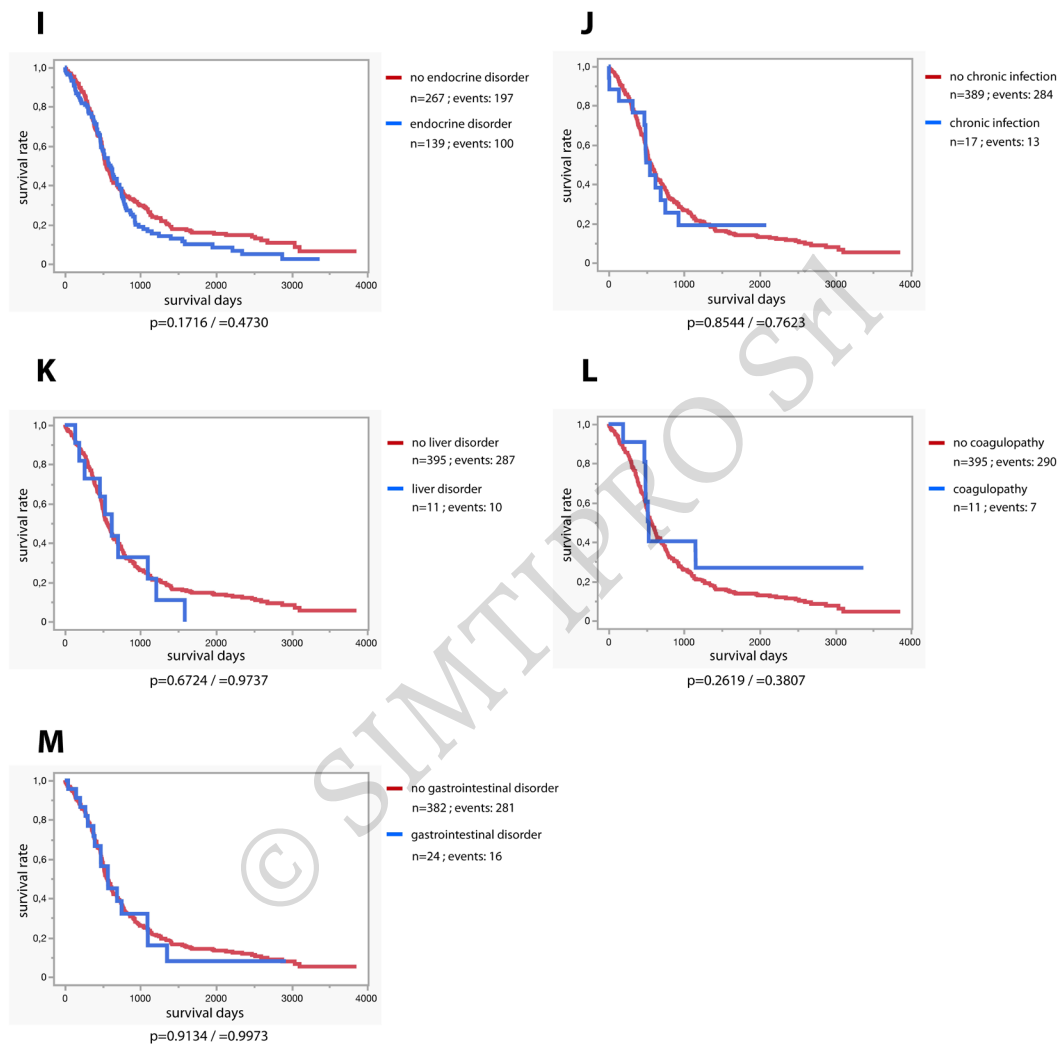 I
1,0
0,8
0,6
0,4
0,2
0
survival rate
0 1000 2000 3000 4000
survival days
p=0.1716 / =0.4730
no endocrine disorder
n=267 ; events: 197
endocrine disorder
n=139 ; events: 100
J
1,0
0,8
0,6
0,4
0,2
0
survival rate
0 1000 2000 3000 4000
survival days
p=0.8544 / =0.7623
no chronic infection
n=389 ; events: 284
chronic infection
n=17 ; events: 13
K
1,0
0,8
0,6
0,4
0,2
0
survival rate
0 1000 2000 3000 4000
survival days
p=0.6724 / =0.9737
no liver disorder
n=395 ; events: 287
liver disorder
n=11 ; events: 10
L
1,0
0,8
0,6
0,4
0,2
0
survival rate
0 1000 2000 3000 4000
survival days
p=0.2619 / =0.3807
no coagulopathy
n=395 ; events: 290
coagulopathy
n=11 ; events: 7
M
1,0
0,8
0,6
0,4
0,2
0
survival rate
0 1000 2000 3000 4000
survival days
p=0.9134 / =0.9973
no gastrointestinal disorder
n=382 ; events: 281
gastrointestinal disorder
n=24 ; events: 16
© SIMTIPRO Srl